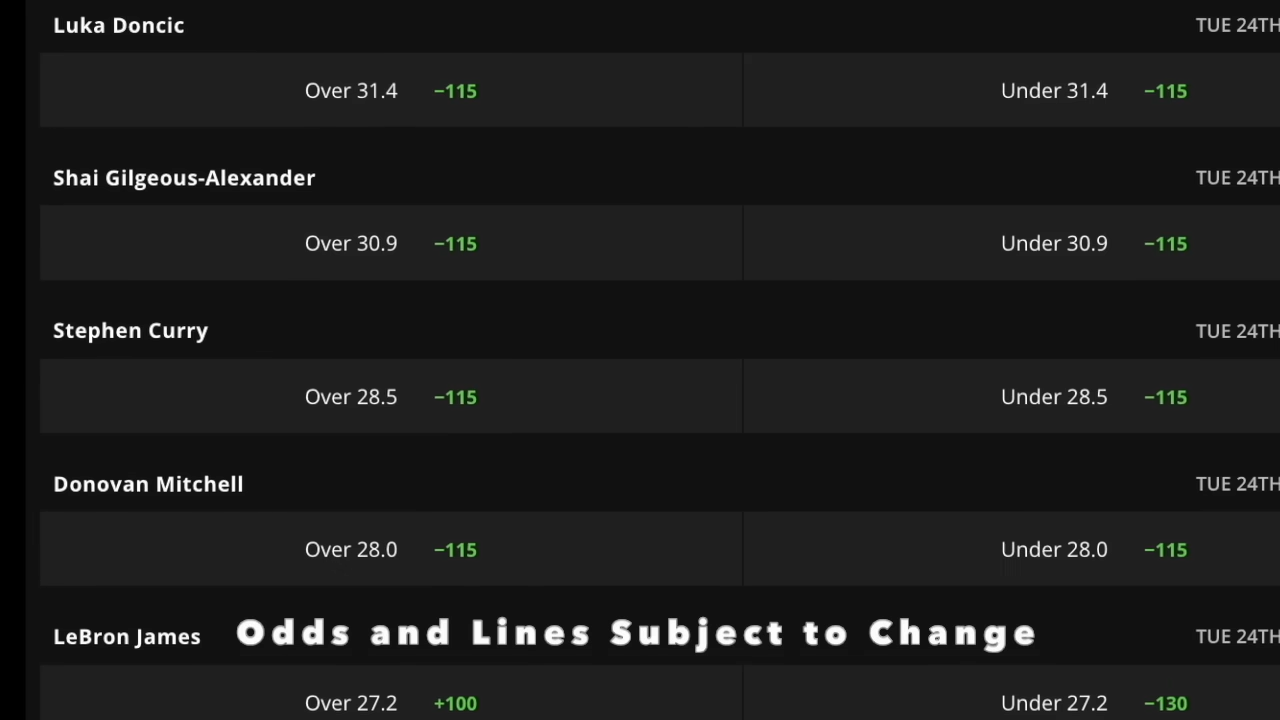 Luka Doncic TUE 24TH
Over 31.4 −115 Under 31.4 −115
Shai Gilgeous-Alexander TUE 24TH
Over 30.9 −115 Under 30.9 −115
Stephen Curry TUE 24TH
Over 28.5 −115 Under 28.5 −115
Donovan Mitchell TUE 24TH
Over 28.0 −115 Under 28.0 −115
LeBron James Odds and Lines Subject to Change TUE 24TH
Over 27.2 +100 Under 27.2 −130